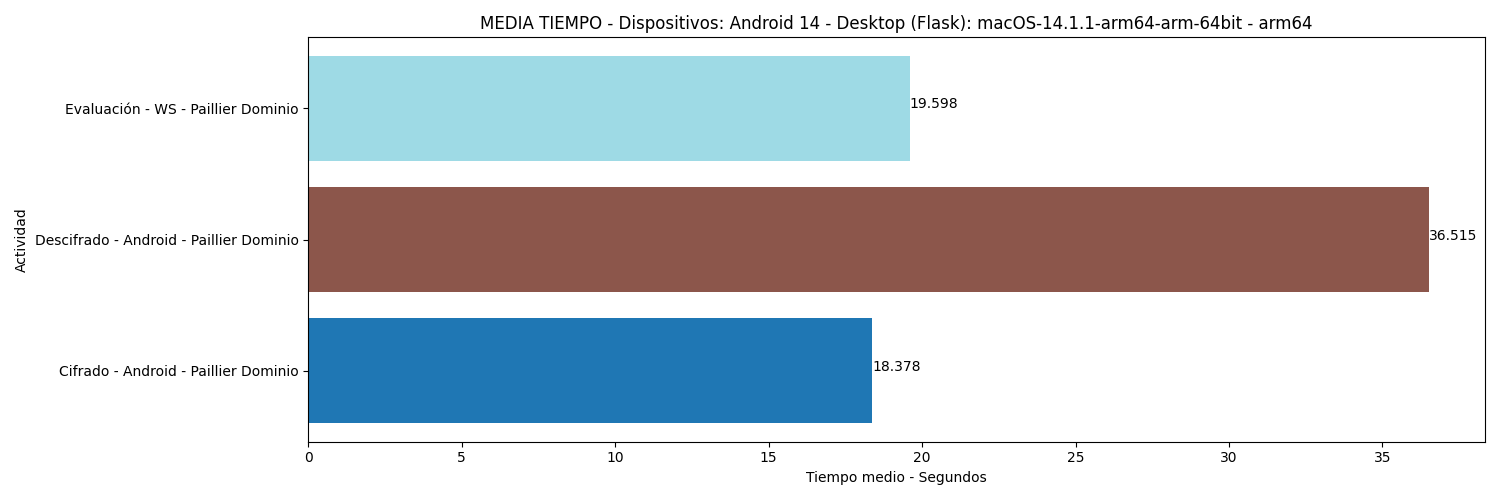 MEDIA TIEMPO - Dispositivos: Android 14 - Desktop (Flask): macOS-14.1.1-arm64-arm-64bit - arm64
Actividad
Evaluación - WS - Paillier Dominio
19.598
Descifrado - Android - Paillier Dominio
36.515
Cifrado - Android - Paillier Dominio
18.378
0 5 10 15 20 25 30 35
Tiempo medio - Segundos